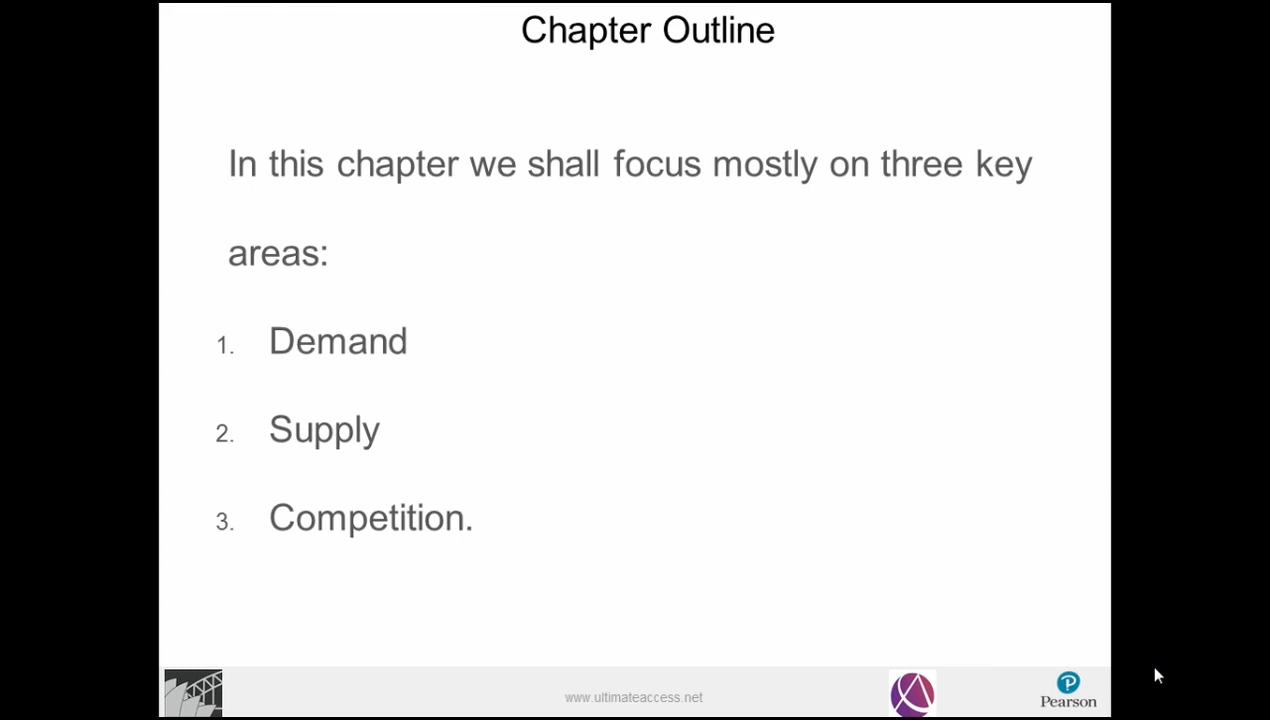 Chapter Outline
In this chapter we shall focus mostly on three key
areas:
1. Demand
2. Supply
3. Competition.
www.ultimateaccess.net
Pearson